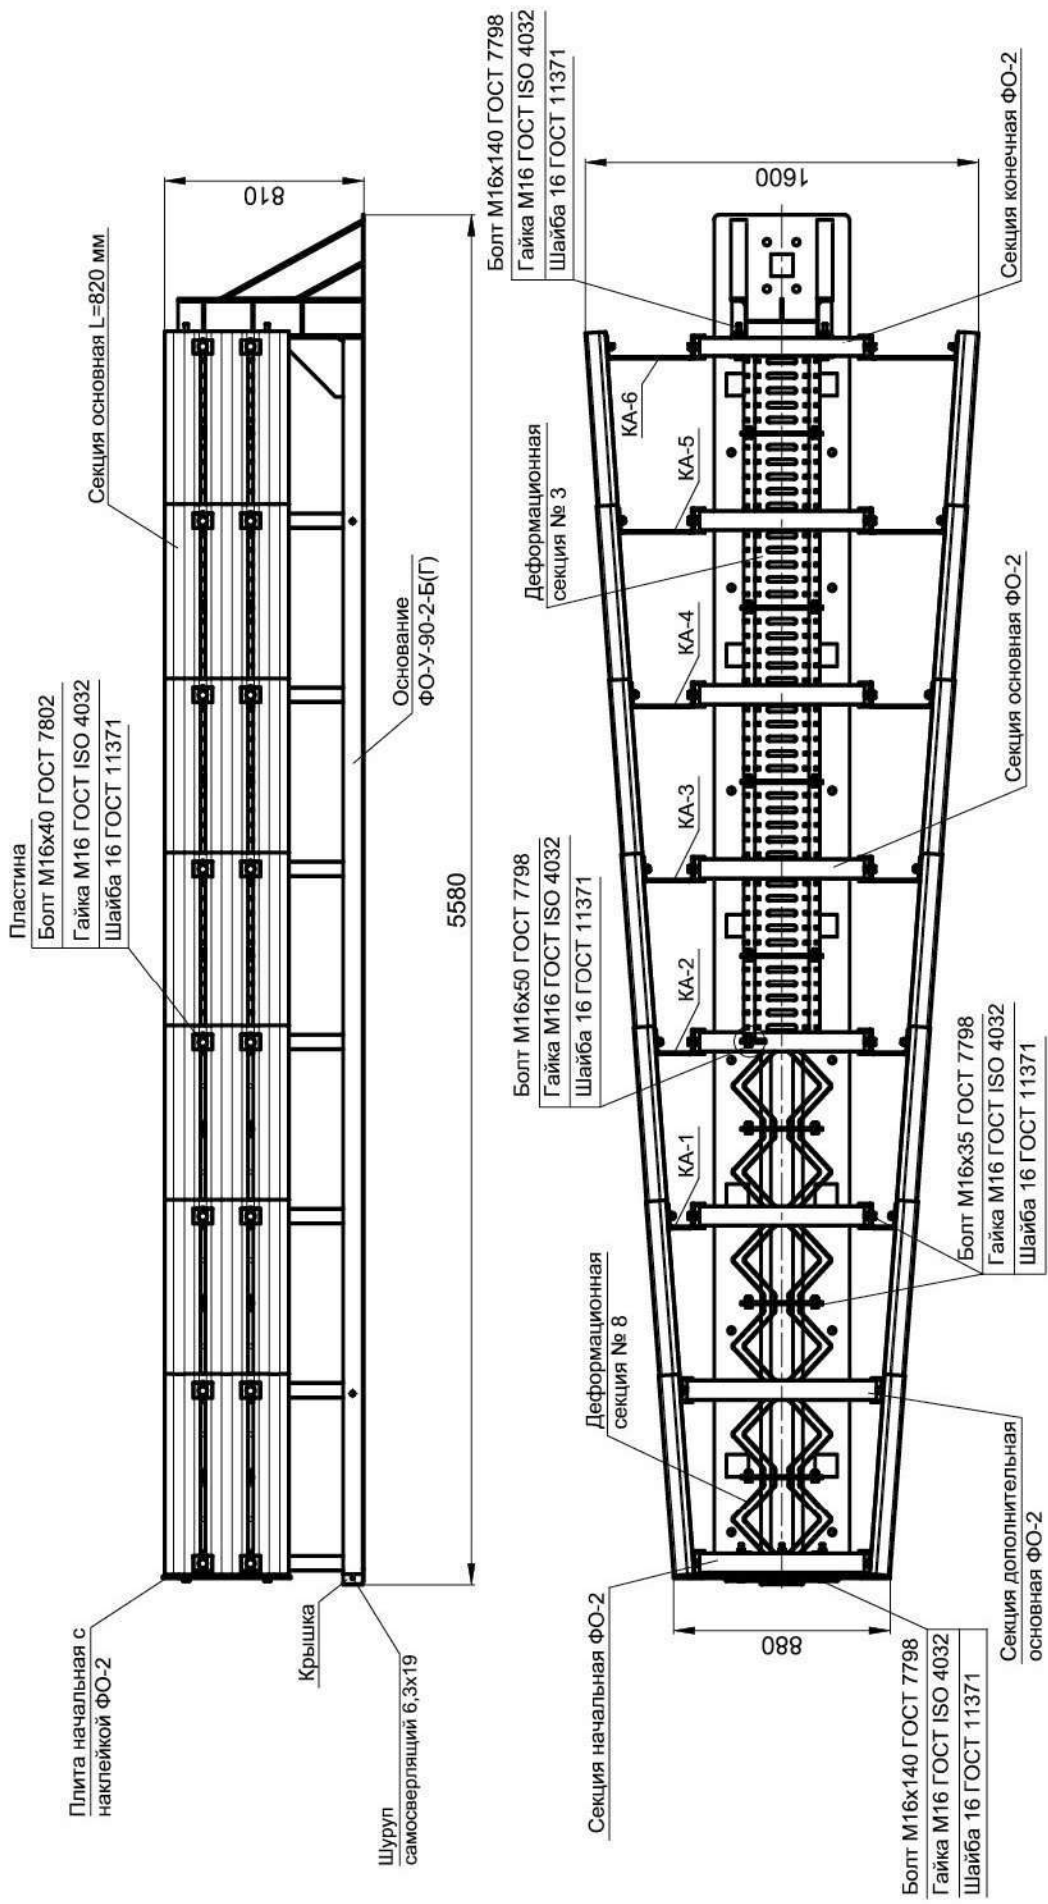 Плита начальная с
наклейкой ФО-2
Крышка
Шуруп
самосверлящий 6,3х19
Пластина
Болт М16х40 ГОСТ 7802
Гайка М16 ГОСТ ISO 4032
Шайба 16 ГОСТ 11371
Секция основная L=820 мм
810
Основание
ФО-У-90-2-Б(Г)
5580
Секция начальная ФО-2
Деформационная
секция № 8
Болт М16х50 ГОСТ 7798
Гайка М16 ГОСТ ISO 4032
Шайба 16 ГОСТ 11371
Деформационная
секция № 3
Болт М16х140 ГОСТ 7798
Гайка М16 ГОСТ ISO 4032
Шайба 16 ГОСТ 11371
КА-1
КА-2
КА-3
КА-4
КА-5
КА-6
880
1600
Болт М16х140 ГОСТ 7798
Гайка М16 ГОСТ ISO 4032
Шайба 16 ГОСТ 11371
Секция дополнительная
основная ФО-2
Болт М16х35 ГОСТ 7798
Гайка М16 ГОСТ ISO 4032
Шайба 16 ГОСТ 11371
Секция основная ФО-2
Секция конечная ФО-2